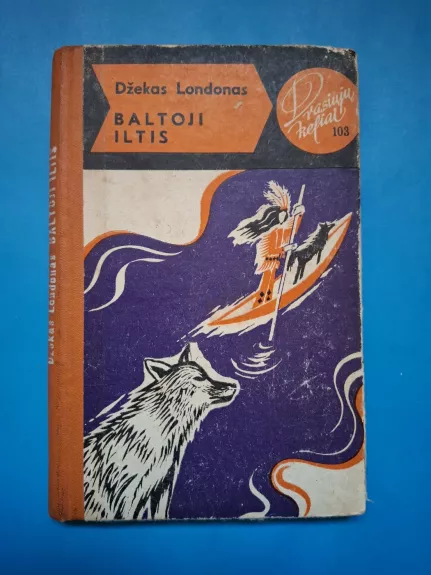 Džekas Londonas
BALTOJI
ILTIS
Drąsiųjų
keliai
103
Džekas Londonas BALTOJI ILTIS